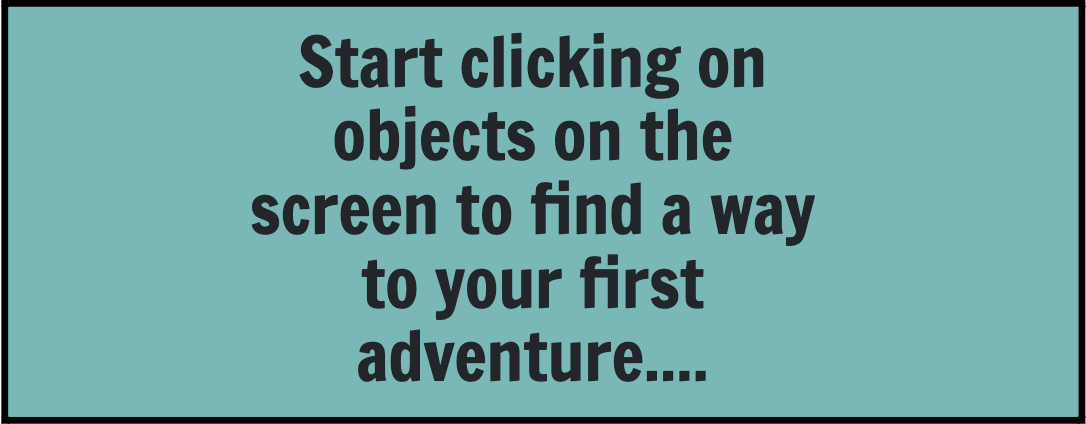 Start clicking on
objects on the
screen to find a way
to your first
adventure....